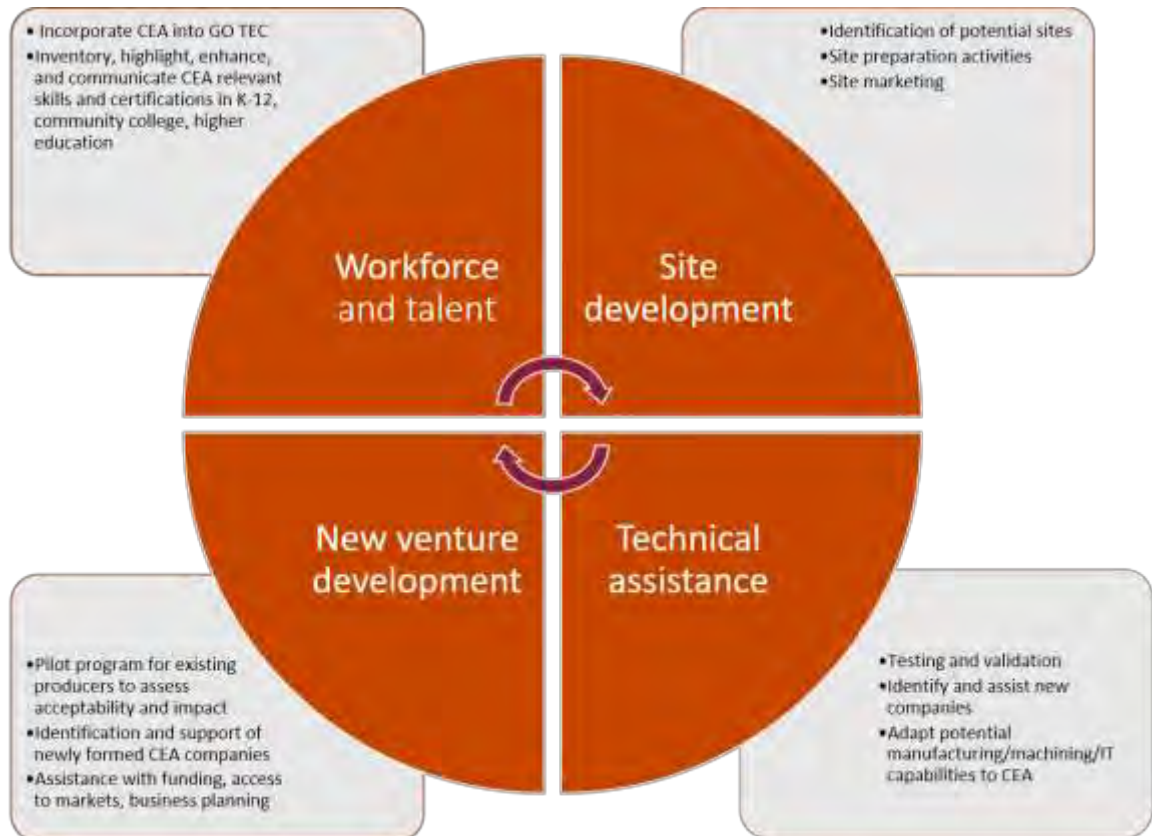 • Incorporate CEA into GO TEC
•Inventory, highlight, enhance,
and communicate CEA relevant
skills and certifications in K-12,
community college, higher
education
•Identification of potential sites
•Site preparation activities
•Site marketing
Workforce
and talent
Site
development
New venture
development
Technical
assistance
•Pilot program for existing
producers to assess
acceptability and impact
•Identification and support of
newly formed CEA companies
•Assistance with funding, access
to markets, business planning
•Testing and validation
•Identify and assist new
companies
•Adapt potential
manufacturing/machining/IT
capabilities to CEA